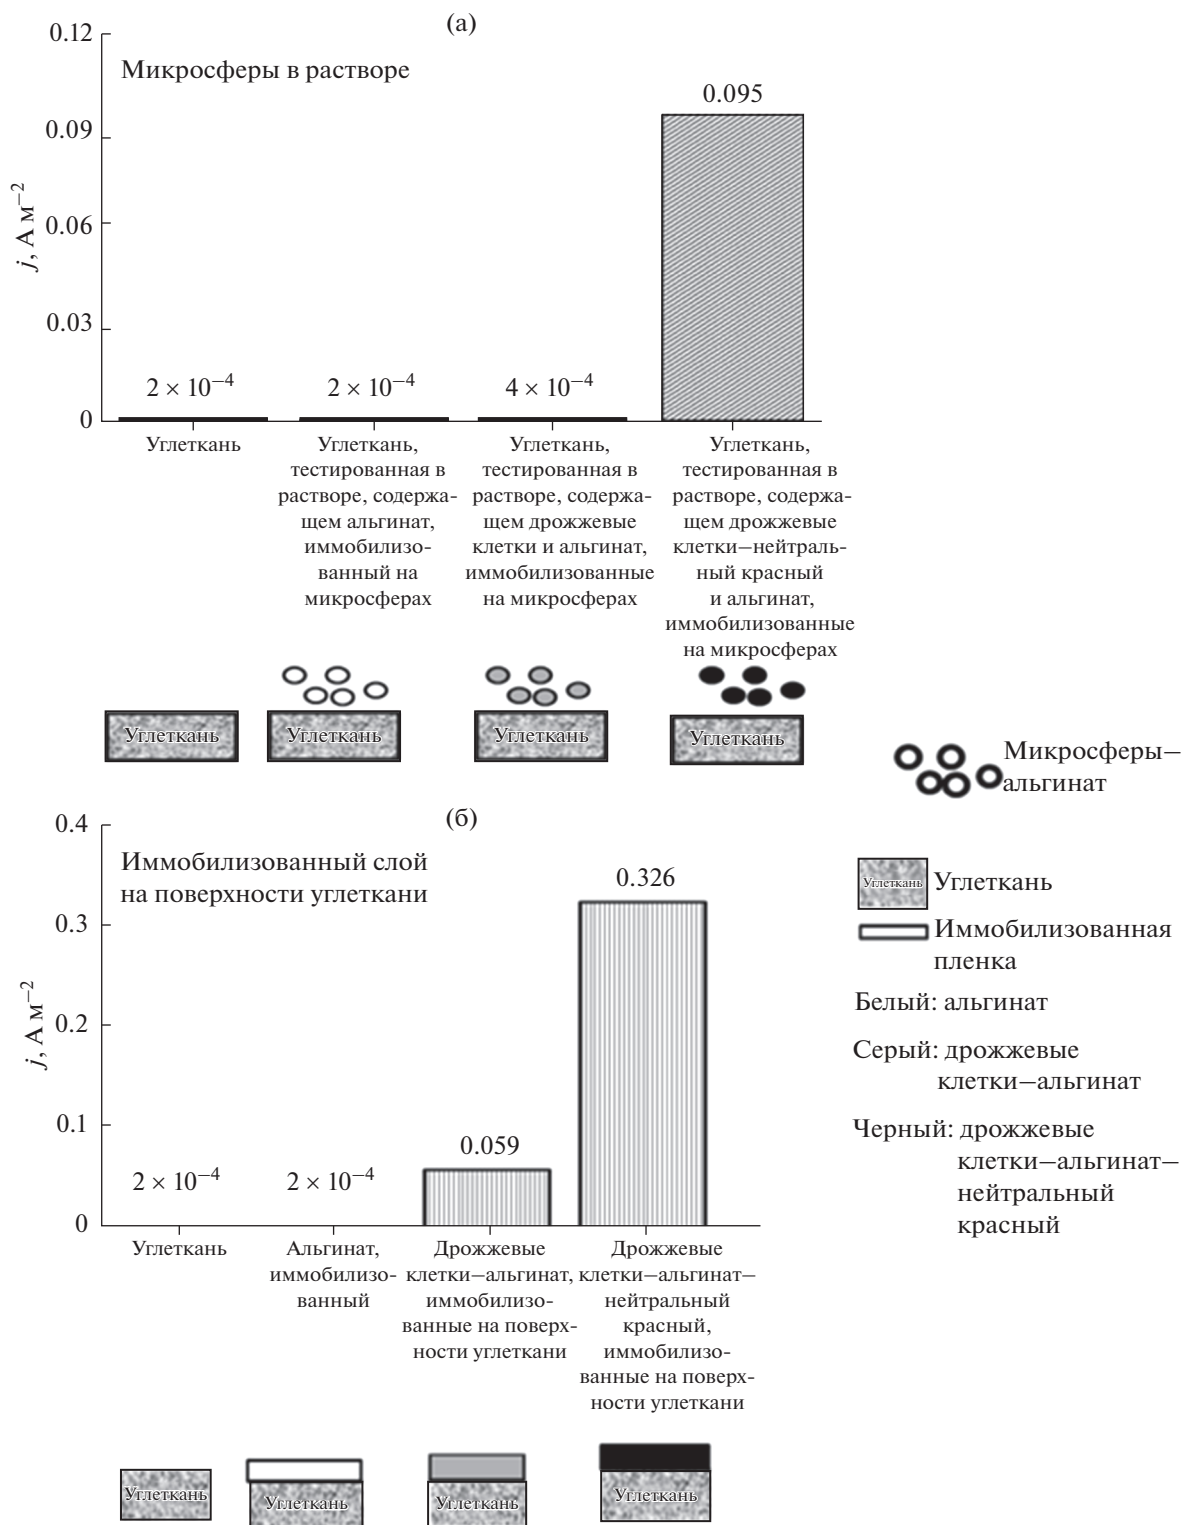 (а)
0.12
Микросферы в растворе
0.095
0.09
0.06
j, А м−2
0.03
2 × 10−4
2 × 10−4
4 × 10−4
0
Углеткань
Углеткань,
тестированная в
растворе, содержа-
щем альгинат,
иммобилизо-
ванный на
микросферах
Углеткань,
тестированная в
растворе, содержа-
щем дрожжевые
клетки и альгинат,
иммобилизованные
на микросферах
Углеткань,
тестированная в
растворе, содержа-
щем дрожжевые
клетки−нейтраль-
ный красный
и альгинат,
иммобилизованные
на микросферах
Углеткань
Углеткань
Углеткань
Углеткань
Микросферы−
альгинат
Углеткань
Углеткань
Иммобилизованная
пленка
Белый: альгинат
Серый: дрожжевые
клетки−альгинат
Черный: дрожжевые
клетки−альгинат−
нейтральный
красный
(б)
0.4
Иммобилизованный слой
на поверхности углеткани
0.326
0.3
0.2
j, А м−2
0.1
0.059
2 × 10−4
2 × 10−4
0
Углеткань
Альгинат,
иммобилизо-
ванный
Дрожжевые
клетки−альгинат,
иммобилизо-
ванные на поверх-
ности углеткани
Дрожжевые
клетки−альгинат−
нейтральный
красный,
иммобилизо-
ванные на поверх-
ности углеткани
Углеткань
Углеткань
Углеткань
Углеткань